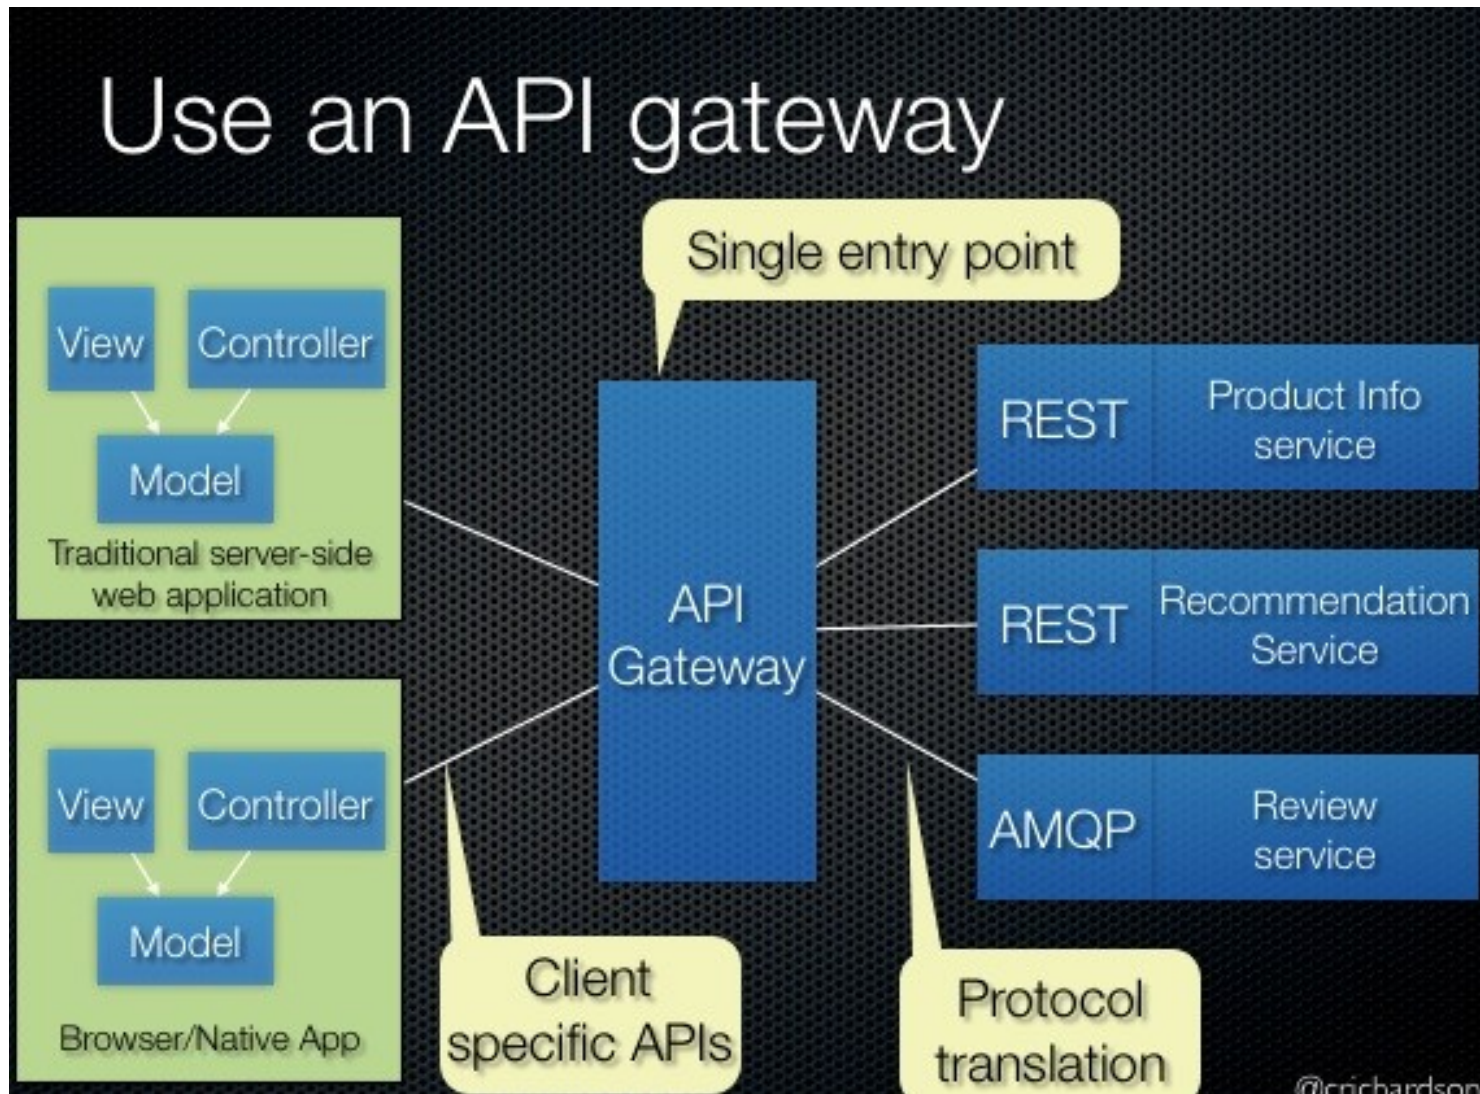 Use an API gateway
Single entry point
View
Controller
Model
Traditional server-side
web application
API
Gateway
REST
Product Info
service
REST
Recommendation
Service
View
Controller
Model
Browser/Native App
AMQP
Review
service
Client
specific APIs
Protocol
translation
@crichardson